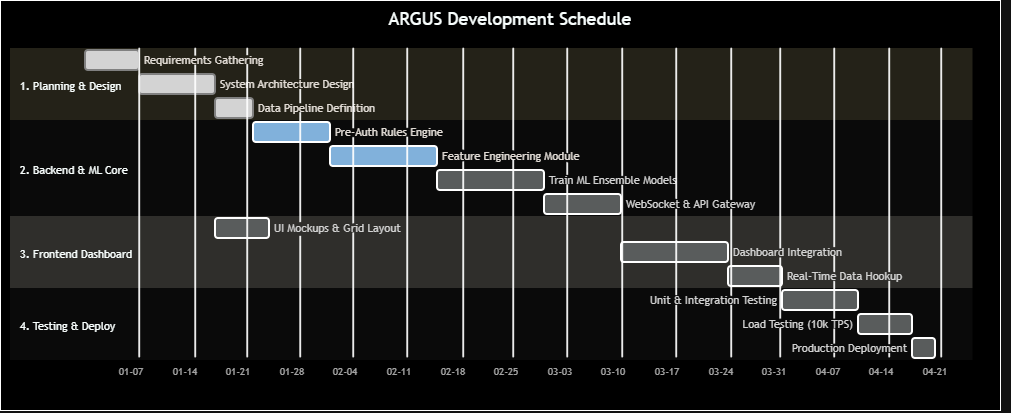 ARGUS Development Schedule
1. Planning & Design
Requirements Gathering
System Architecture Design
Data Pipeline Definition
2. Backend & ML Core
Pre-Auth Rules Engine
Feature Engineering Module
Train ML Ensemble Models
WebSocket & API Gateway
3. Frontend Dashboard
UI Mockups & Grid Layout
Dashboard Integration
Real-Time Data Hookup
4. Testing & Deploy
Unit & Integration Testing
Load Testing (10k TPS)
Production Deployment
01-07 01-14 01-21 01-28 02-04 02-11 02-18 02-25 03-03 03-10 03-17 03-24 03-31 04-07 04-14 04-21